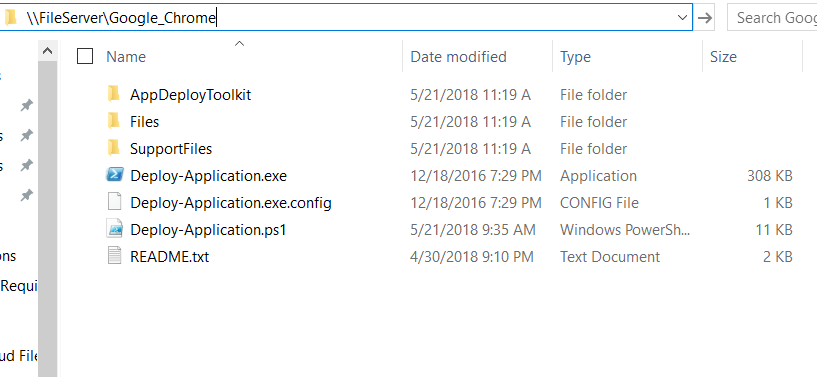 \\FileServer\Google_Chrome
Search Goog
Name Date modified Type Size
AppDeployToolkit 5/21/2018 11:19 A File folder
Files 5/21/2018 11:19 A File folder
SupportFiles 5/21/2018 11:19 A File folder
Deploy-Application.exe 12/18/2016 7:29 PM Application 308 KB
Deploy-Application.exe.config 12/18/2016 7:29 PM CONFIG File 1 KB
Deploy-Application.ps1 5/21/2018 9:35 AM Windows PowerSh... 11 KB
README.txt 4/30/2018 9:10 PM Text Document 2 KB
s
s
ons
Requi
ud File